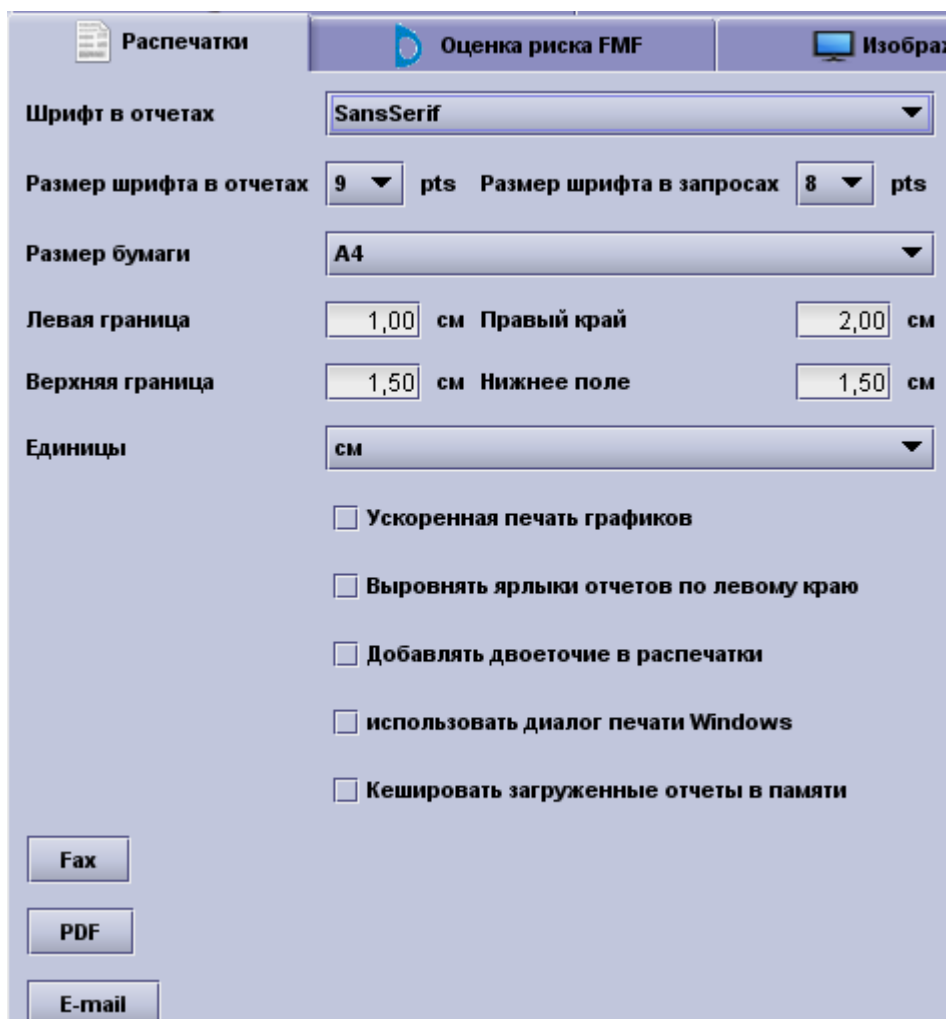 Распечатки Оценка риска FMF Изображ
Шрифт в отчетах SansSerif
Размер шрифта в отчетах 9 pts Размер шрифта в запросах 8 pts
Размер бумаги A4
Левая граница 1,00 см Правый край 2,00 см
Верхняя граница 1,50 см Нижнее поле 1,50 см
Единицы см
Ускоренная печать графиков
Выровнять ярлыки отчетов по левому краю
Добавлять двоеточие в распечатки
использовать диалог печати Windows
Кешировать загруженные отчеты в памяти
Fax
PDF
E-mail